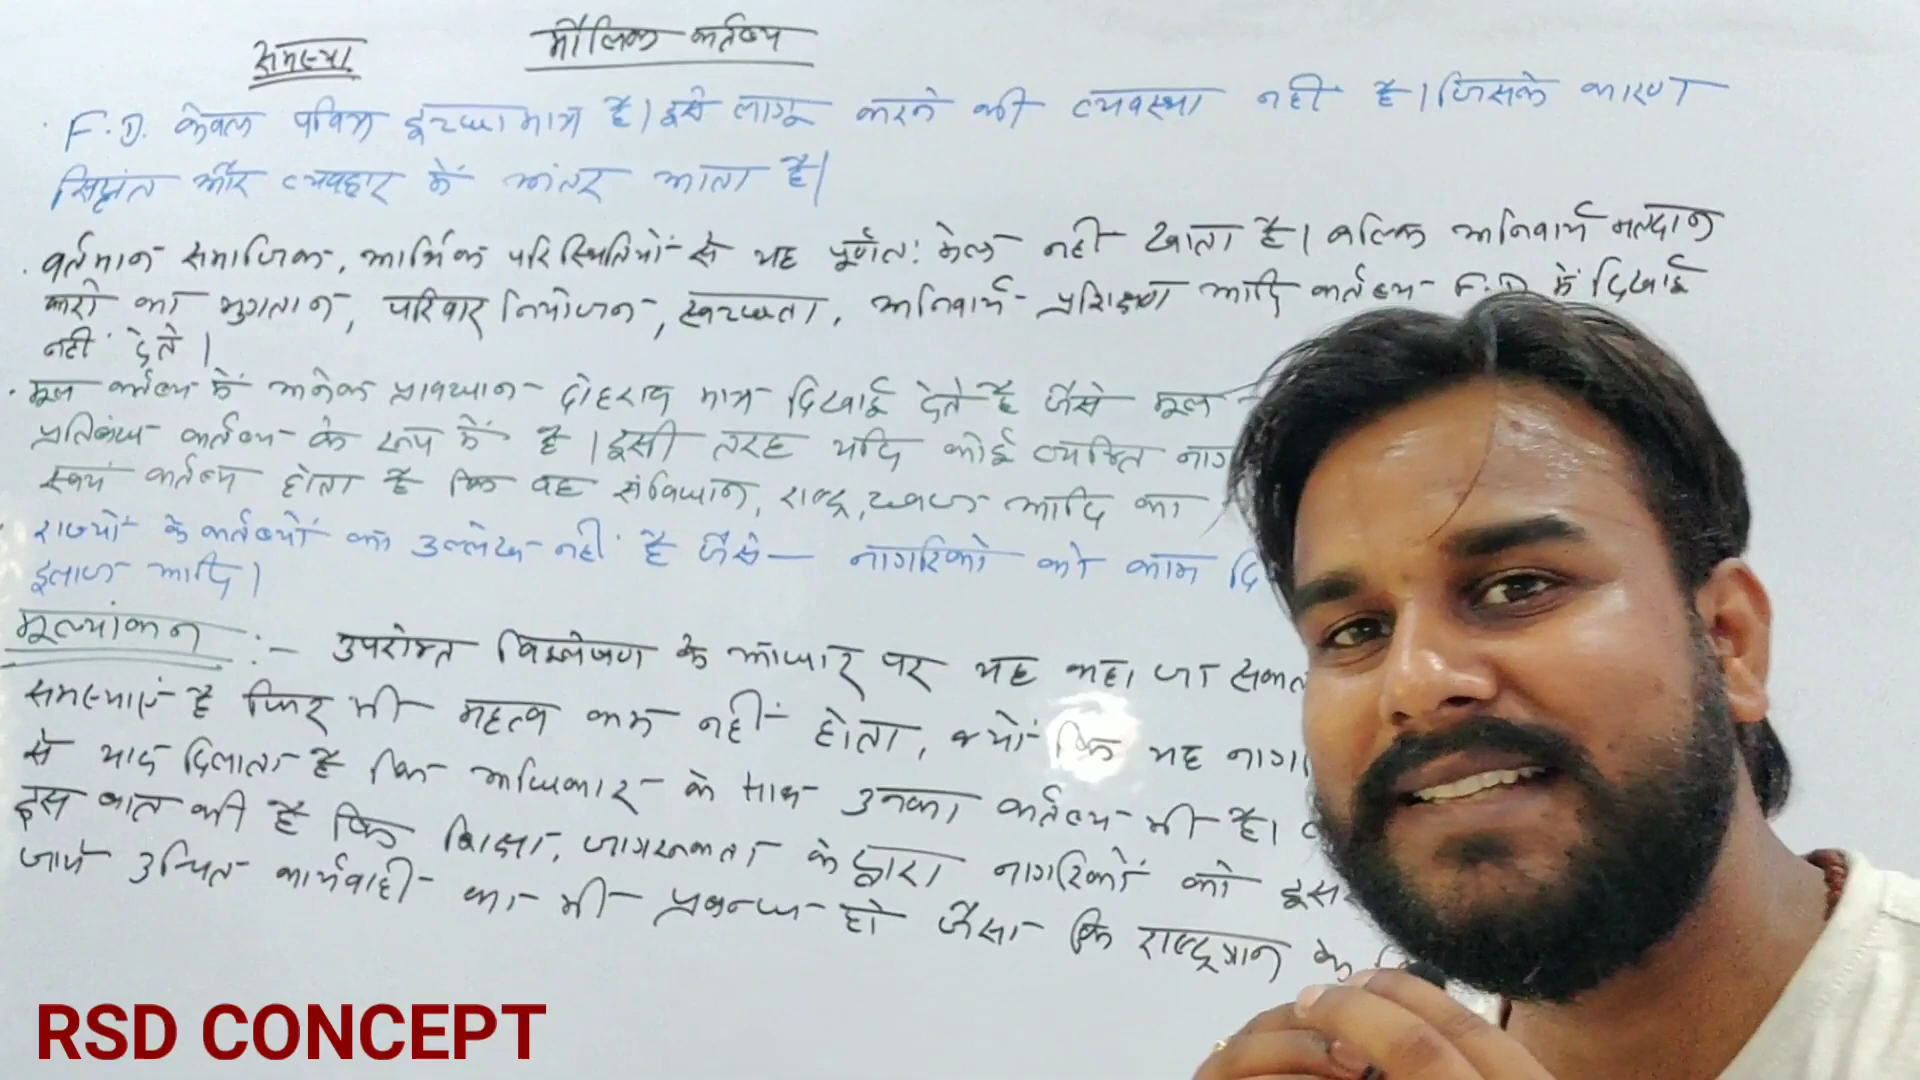 समस्या
मौलिक कर्तव्य
F.D. केवल पवित्र इच्छा मात्र है। इसे लागू करने की व्यवस्था नहीं है। जिसके कारण
सिद्धांत और व्यवहार में अंतर आता है।
वर्तमान समाजिक, आर्थिक परिस्थितियों से यह पूर्णत: मेल नहीं खाता है। बल्कि अनिवार्य मतदान
करों का भुगतान, परिवार नियोजन, स्वच्छता, अनिवार्य प्रशिक्षण आदि कर्तव्य F.D. में दिखाई
नहीं देते।
मूल कर्तव्य में अनेक प्रावधान दोहराव मात्र दिखाई देते है जैसे मूल
प्रतिबंध कर्तव्य के रूप में है। इसी तरह यदि कोई व्यक्ति नाग
स्वयं कर्तव्य होता है कि वह संविधान, राष्ट्र, ध्वज आदि का
राज्यों के कर्तव्यों का उल्लेख नहीं है जैसे— नागरिकों को काम दि
इलाज आदि।
मूल्यांकन :- उपरोक्त विश्लेषण के आधार पर यह कहा जा सकत
समस्याएं है फिर भी महत्व कम नहीं होता, क्यों कि यह नाग
से याद दिलाता है कि अधिकार के साथ उनका कर्तव्य भी है।
इस बात की है कि शिक्षा, जागरूकता के द्वारा नागरिकों को इस
जाये उचित कार्यवाही का भी प्रबन्ध हो जैसा कि राष्ट्रगान के
RSD CONCEPT